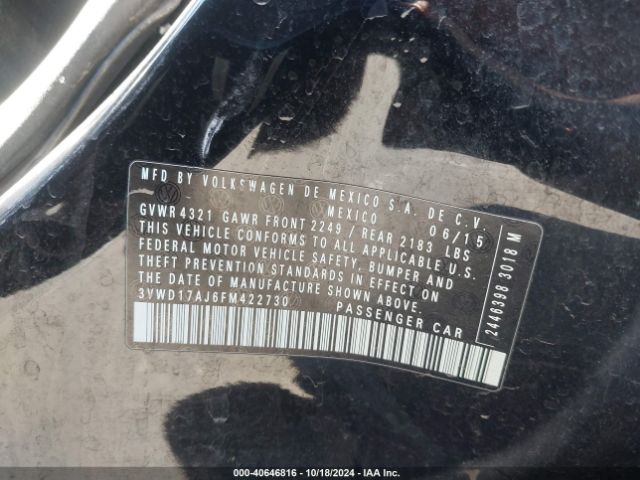 MFD BY VOLKSWAGEN DE MEXICO S.A. DE C.V.
MEXICO 06/15
GVWR 4321 GAWR FRONT 2249 / REAR 2183 LBS
THIS VEHICLE CONFORMS TO ALL APPLICABLE U.S.
FEDERAL MOTOR VEHICLE SAFETY, BUMPER AND
THEFT PREVENTION STANDARDS IN EFFECT ON
THE DATE OF MANUFACTURE SHOWN ABOVE.
3VWD17AJ6FM422730
PASSENGER CAR
2446398 3018 M
000-40646816 - 10/18/2024 - IAA Inc.